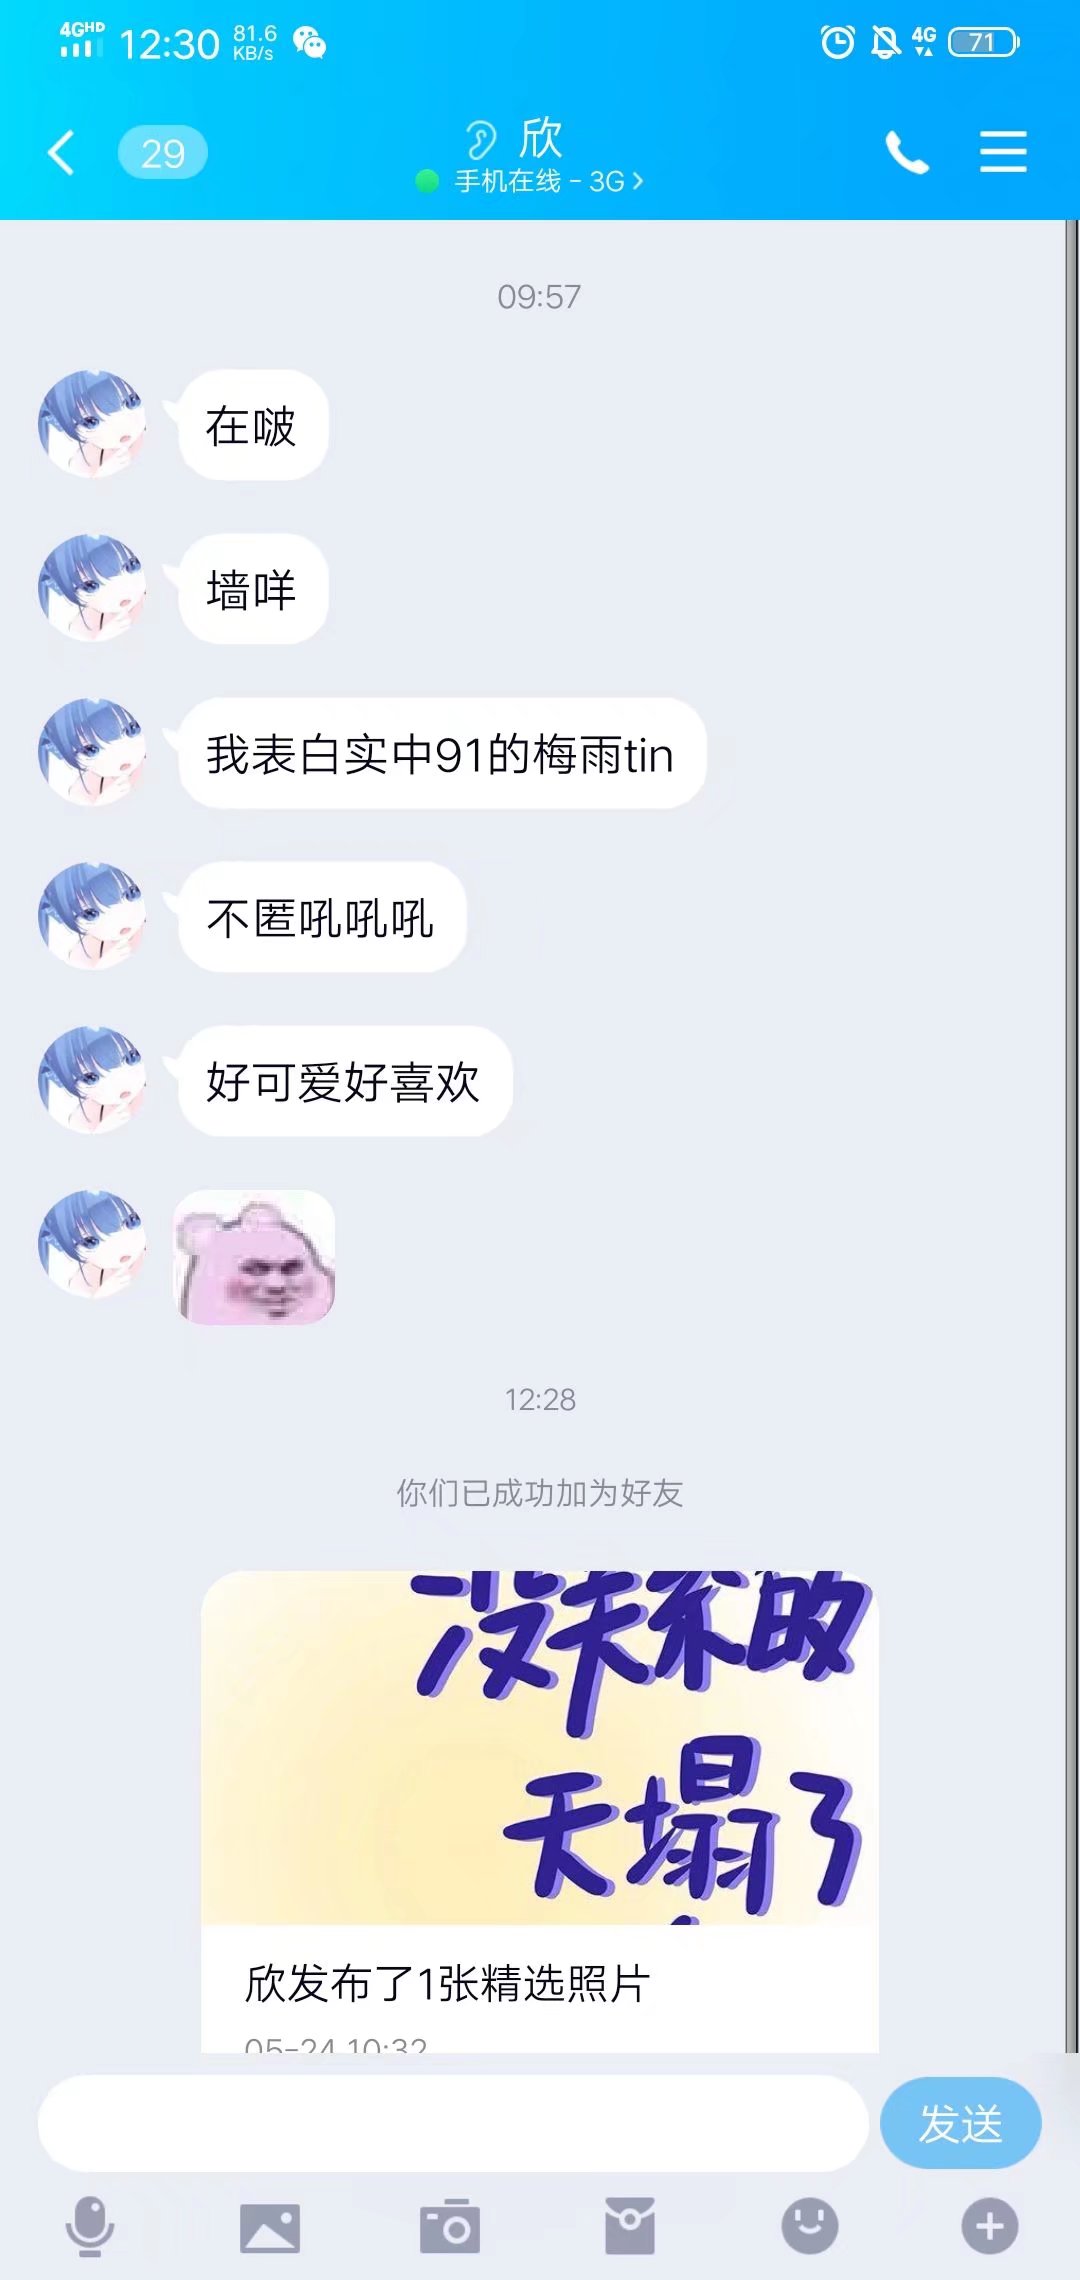 4GHD 12:30 81.6 KB/s 4G 71
29 欣
手机在线 - 3G
09:57
在啵
墙咩
我表白实中91的梅雨tin
不匿吼吼吼
好可爱好喜欢
12:28
你们已成功加为好友
没关系的
天塌了
欣发布了1张精选照片
05-24 10:32
发送